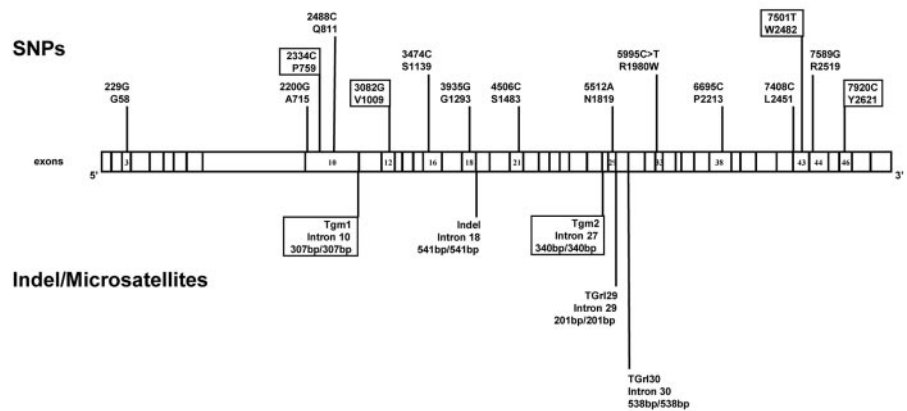 SNPs
2488C
Q811
2334C
P759
229G
G58
2200G
A715
3082G
V1009
3474C
S1139
3935G
G1293
4506C
S1483
5512A
N1819
5995C>T
R1980W
6695C
P2213
7408C
L2451
7501T
W2482
7589G
R2519
7920C
Y2621
exons
3 10 12 16 18 21 29 32 38 43 44 46
5' 3'
Tgm1
Intron 10
307bp/307bp
Indel
Intron 18
541bp/541bp
Tgm2
Intron 27
340bp/340bp
Indel/Microsatellites
TGrI29
Intron 29
201bp/201bp
TGrI30
Intron 30
538bp/538bp